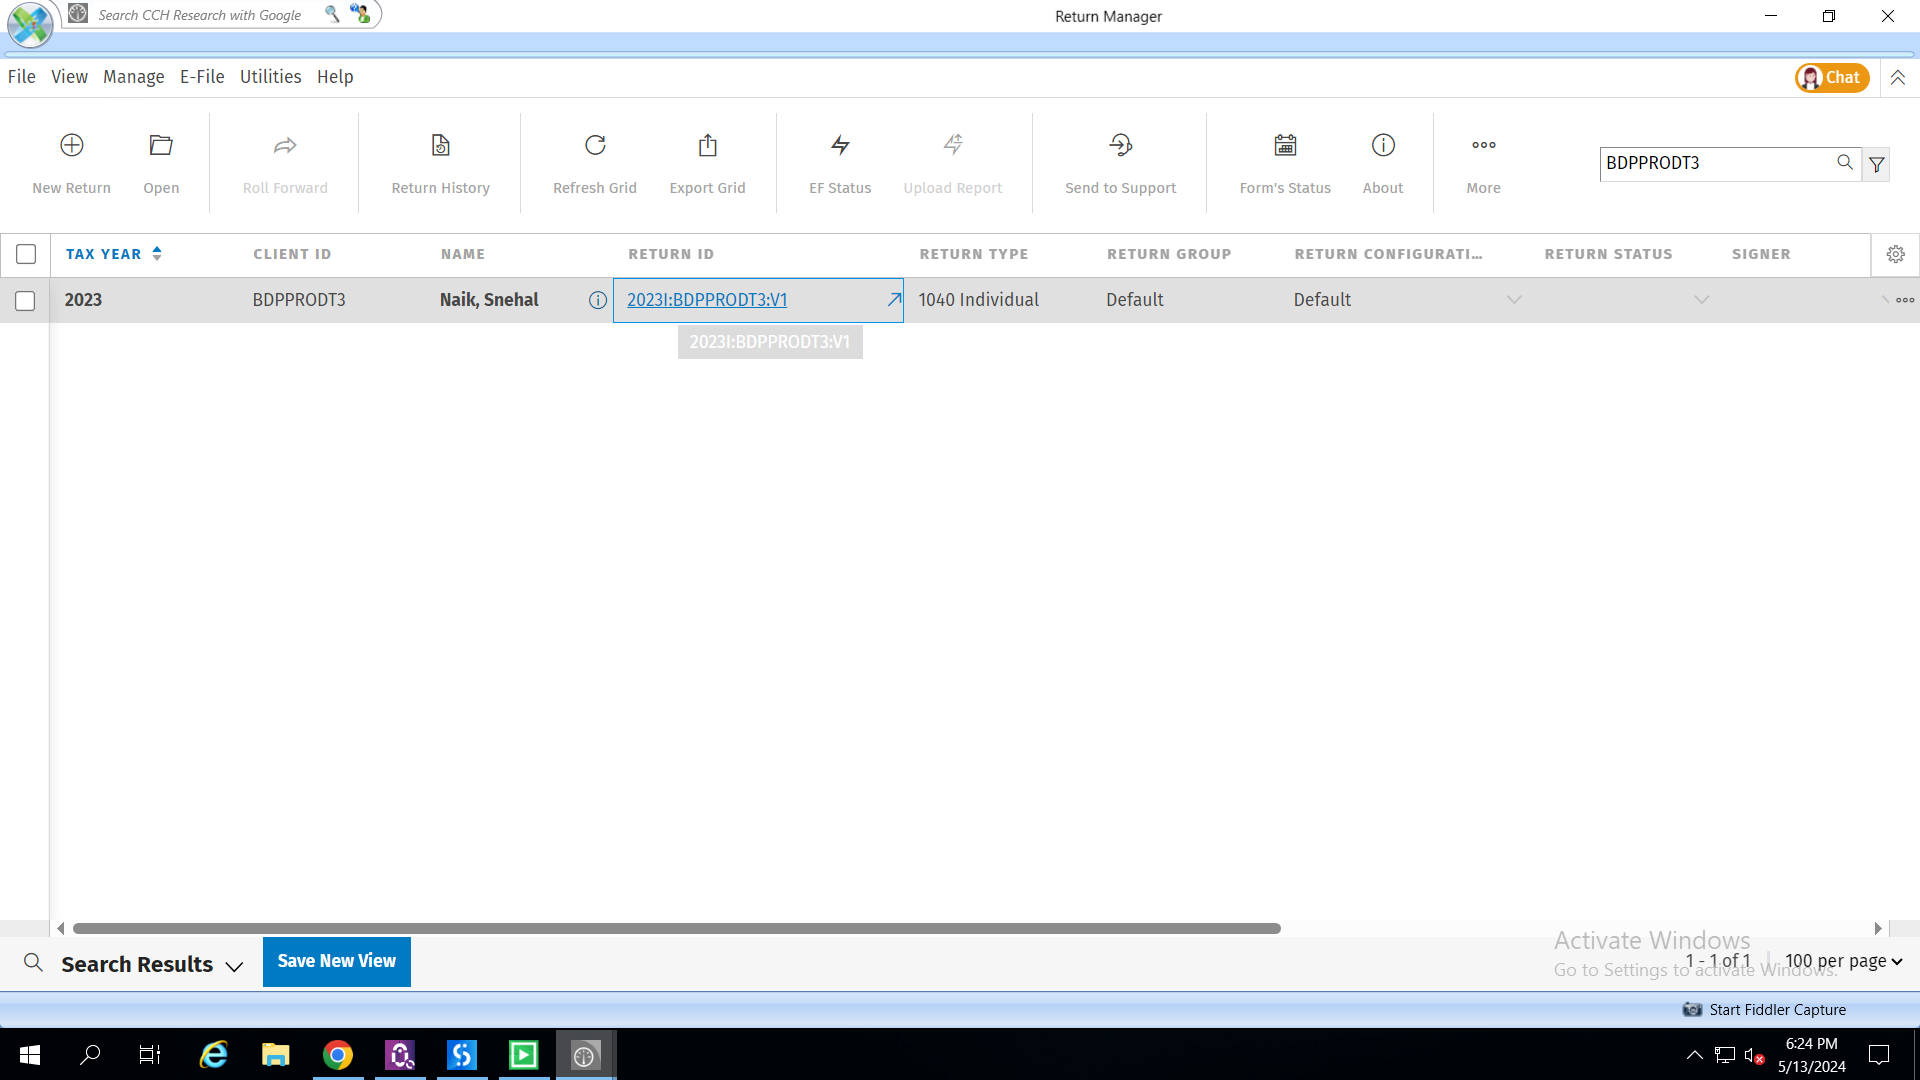 Search CCH Research with Google
Return Manager
File View Manage E-File Utilities Help
Chat
New Return
Open
Roll Forward
Return History
Refresh Grid
Export Grid
EF Status
Upload Report
Send to Support
Form's Status
About
More
BDPPRODT3
TAX YEAR CLIENT ID NAME RETURN ID RETURN TYPE RETURN GROUP RETURN CONFIGURATI... RETURN STATUS SIGNER
2023 BDPPRODT3 Naik, Snehal 2023I:BDPPRODT3:V1 1040 Individual Default Default
2023I:BDPPRODT3:V1
Search Results
Save New View
Activate Windows
Go to Settings to activate Windows.
1 - 1 of 1
100 per page
Start Fiddler Capture
6:24 PM
5/13/2024